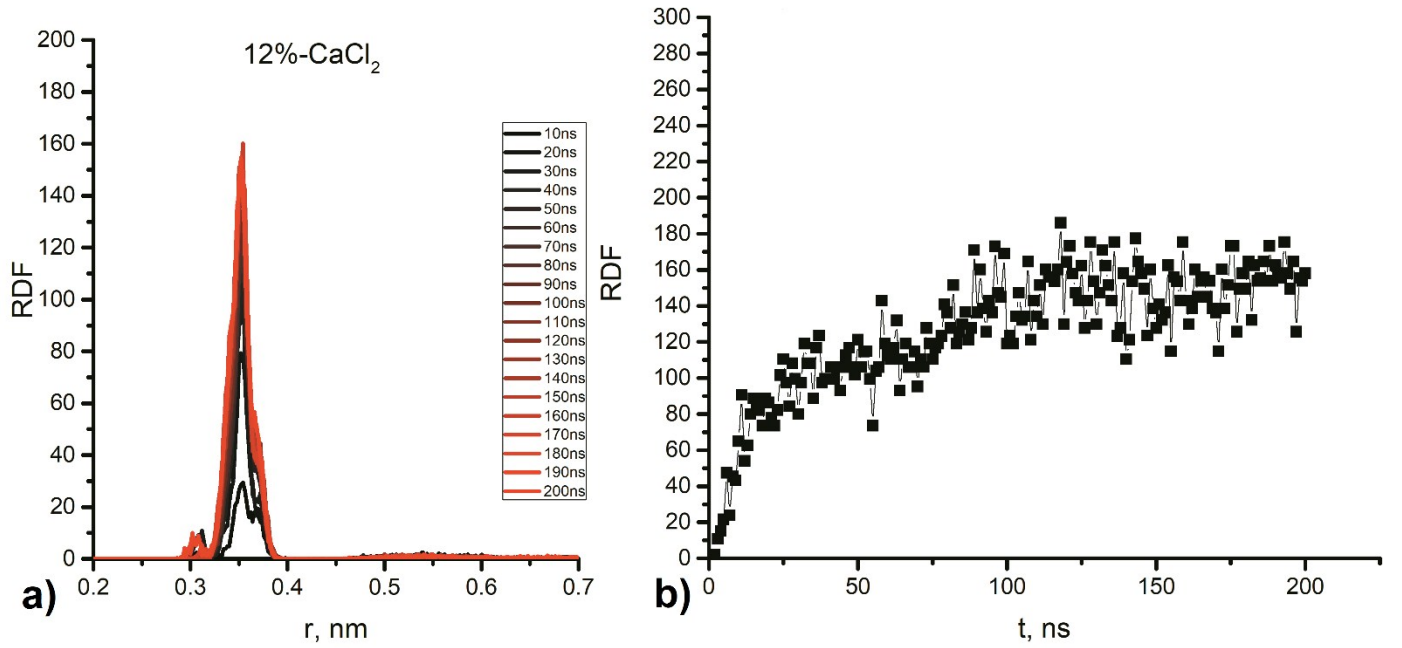 12%-CaCl₂
200
180
160
140
120
100
80
60
40
20
0
RDF
0.2 0.3 0.4 0.5 0.6 0.7
r, nm
a)
10ns
20ns
30ns
40ns
50ns
60ns
70ns
80ns
90ns
100ns
110ns
120ns
130ns
140ns
150ns
160ns
170ns
180ns
190ns
200ns
300
280
260
240
220
200
180
160
140
120
100
80
60
40
20
0
RDF
0 50 100 150 200
t, ns
b)